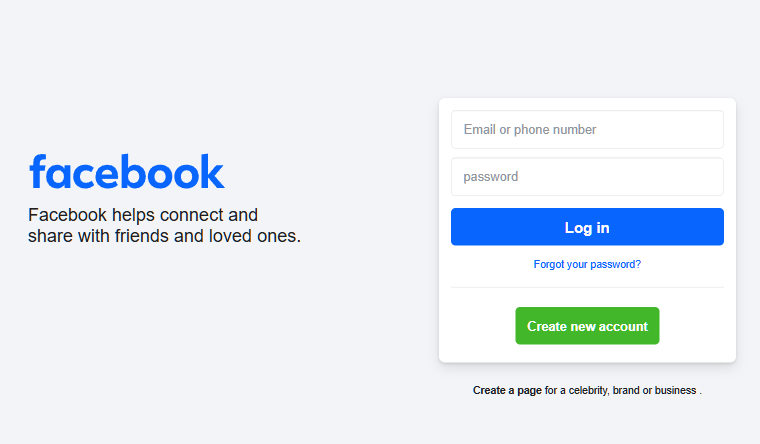 facebook
Facebook helps connect and
share with friends and loved ones.
Email or phone number
password
Log in
Forgot your password?
Create new account
Create a page for a celebrity, brand or business .